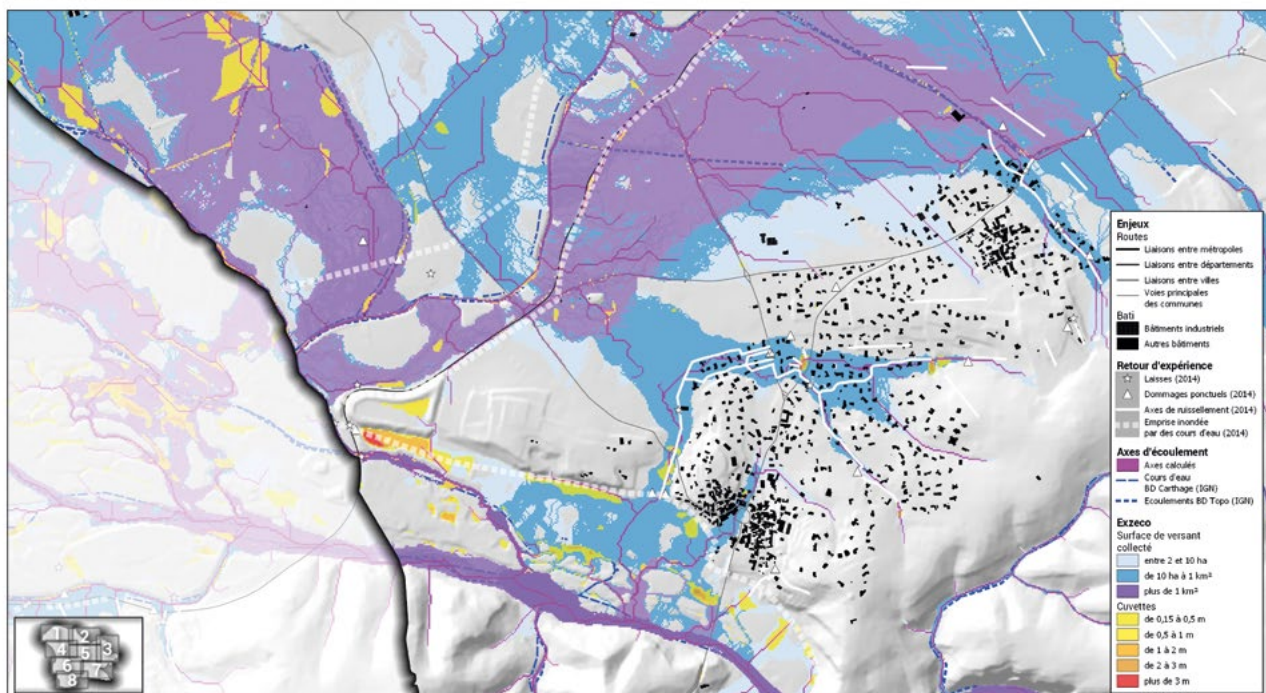 Enjeux
Routes
Liaisons entre métropoles
Liaisons entre départements
Liaisons entre villes
Voies principales
des communes
Bati
Bâtiments industriels
Autres bâtiments
Retour d'expérience
Laisses (2014)
Dommages ponctuels (2014)
Axes de ruissellement (2014)
Emprise inondée
par des cours d'eau (2014)
Axes d'écoulement
Axes calculés
Cours d'eau
BD Carthage (IGN)
Ecoulements BD Topo (IGN)
Exzeco
Surface de versant
collecté
entre 2 et 10 ha
de 10 ha à 1 km²
plus de 1 km²
Cuvettes
de 0,15 à 0,5 m
de 0,5 à 1 m
de 1 à 2 m
de 2 à 3 m
plus de 3 m
1 2
4 5 3
6 7
8